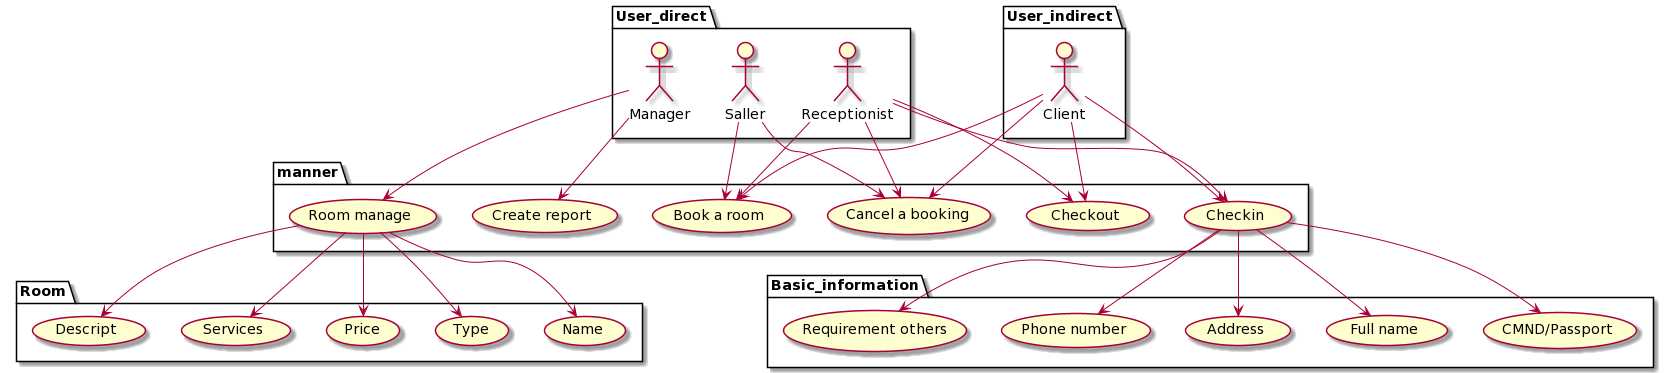 User_direct
User_indirect
Manager
Saller
Receptionist
Client
manner
Room manage
Create report
Book a room
Cancel a booking
Checkout
Checkin
Room
Basic_information
Descript
Services
Price
Type
Name
Requirement others
Phone number
Address
Full name
CMND/Passport